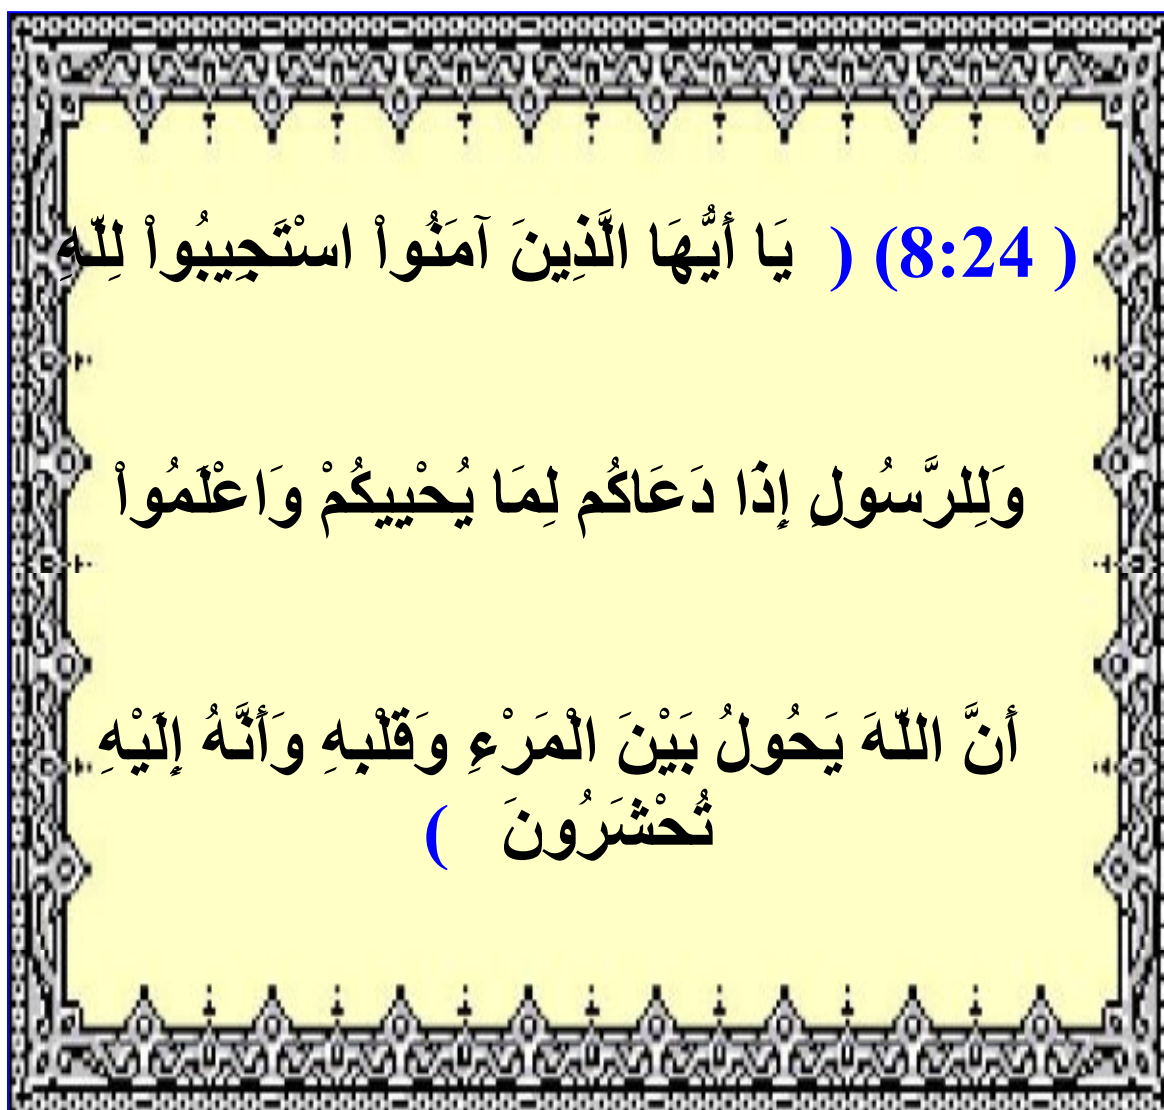 ( 8:24) ( يَا أَيُّهَا الَّذِينَ آمَنُواْ اسْتَجِيبُواْ لِلّهِ
وَلِلرَّسُولِ إِذَا دَعَاكُم لِمَا يُحْيِيكُمْ وَاعْلَمُواْ
أَنَّ اللّهَ يَحُولُ بَيْنَ الْمَرْءِ وَقَلْبِهِ وَأَنَّهُ إِلَيْهِ
تُحْشَرُونَ )